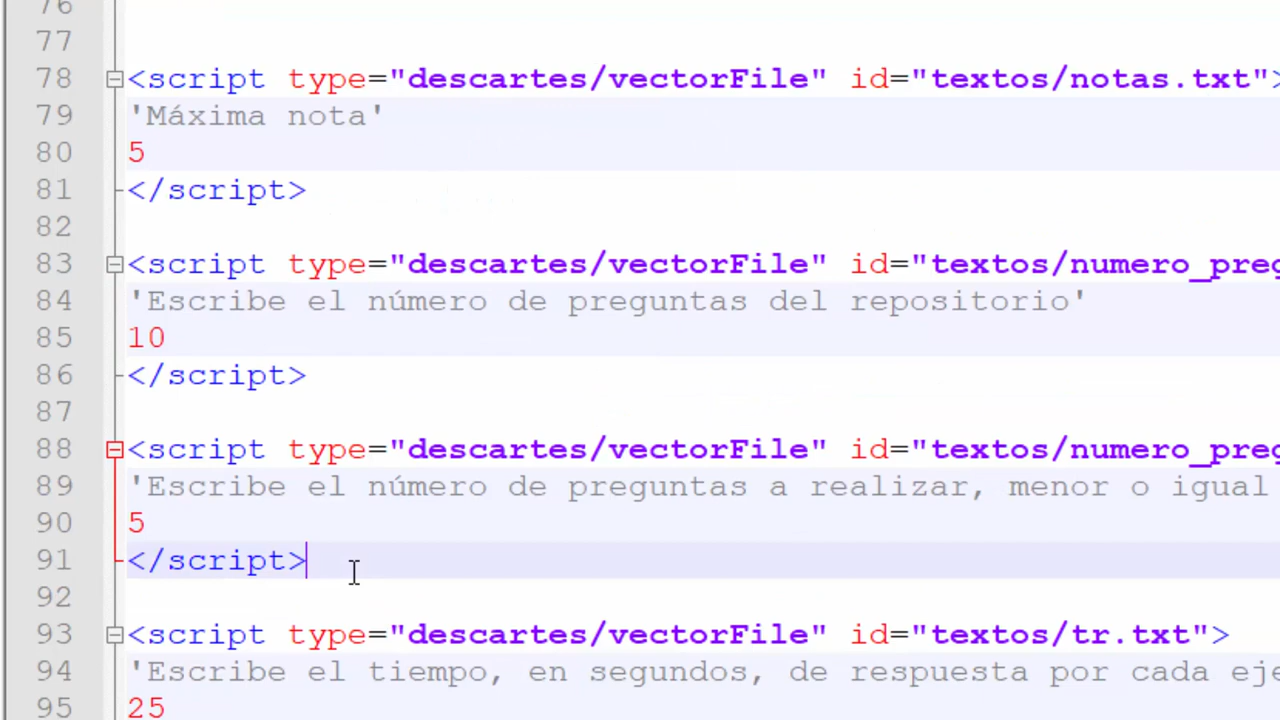 76
77
78 <script type="descartes/vectorFile" id="textos/notas.txt">
79 'Máxima nota'
80 5
81 </script>
82
83 <script type="descartes/vectorFile" id="textos/numero_preg
84 'Escribe el número de preguntas del repositorio'
85 10
86 </script>
87
88 <script type="descartes/vectorFile" id="textos/numero_preg
89 'Escribe el número de preguntas a realizar, menor o igual
90 5
91 </script>
92
93 <script type="descartes/vectorFile" id="textos/tr.txt">
94 'Escribe el tiempo, en segundos, de respuesta por cada eje
95 25